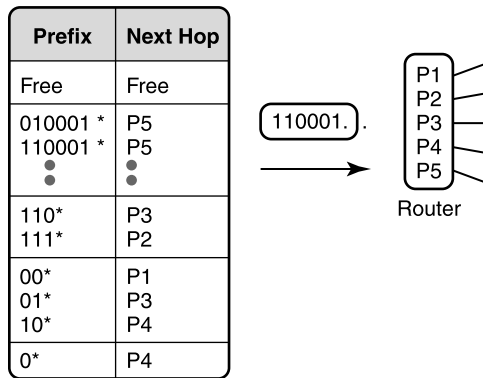 Prefix Next Hop
Free Free
010001 * P5
110001 * P5
110* P3
111* P2
00* P1
01* P3
10* P4
0* P4
110001. .
P1
P2
P3
P4
P5
Router